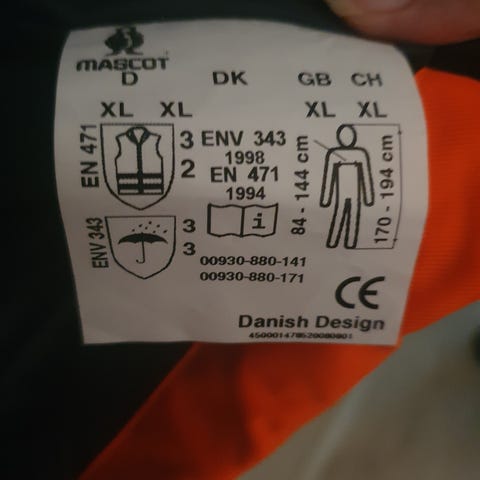 MASCOT
D DK GB CH
XL XL XL XL
EN 471
3
2
ENV 343
1998
EN 471
1994
84 - 144 cm
170 - 194 cm
ENV 343
3
3
i
00930-880-141
00930-880-171
CE
Danish Design